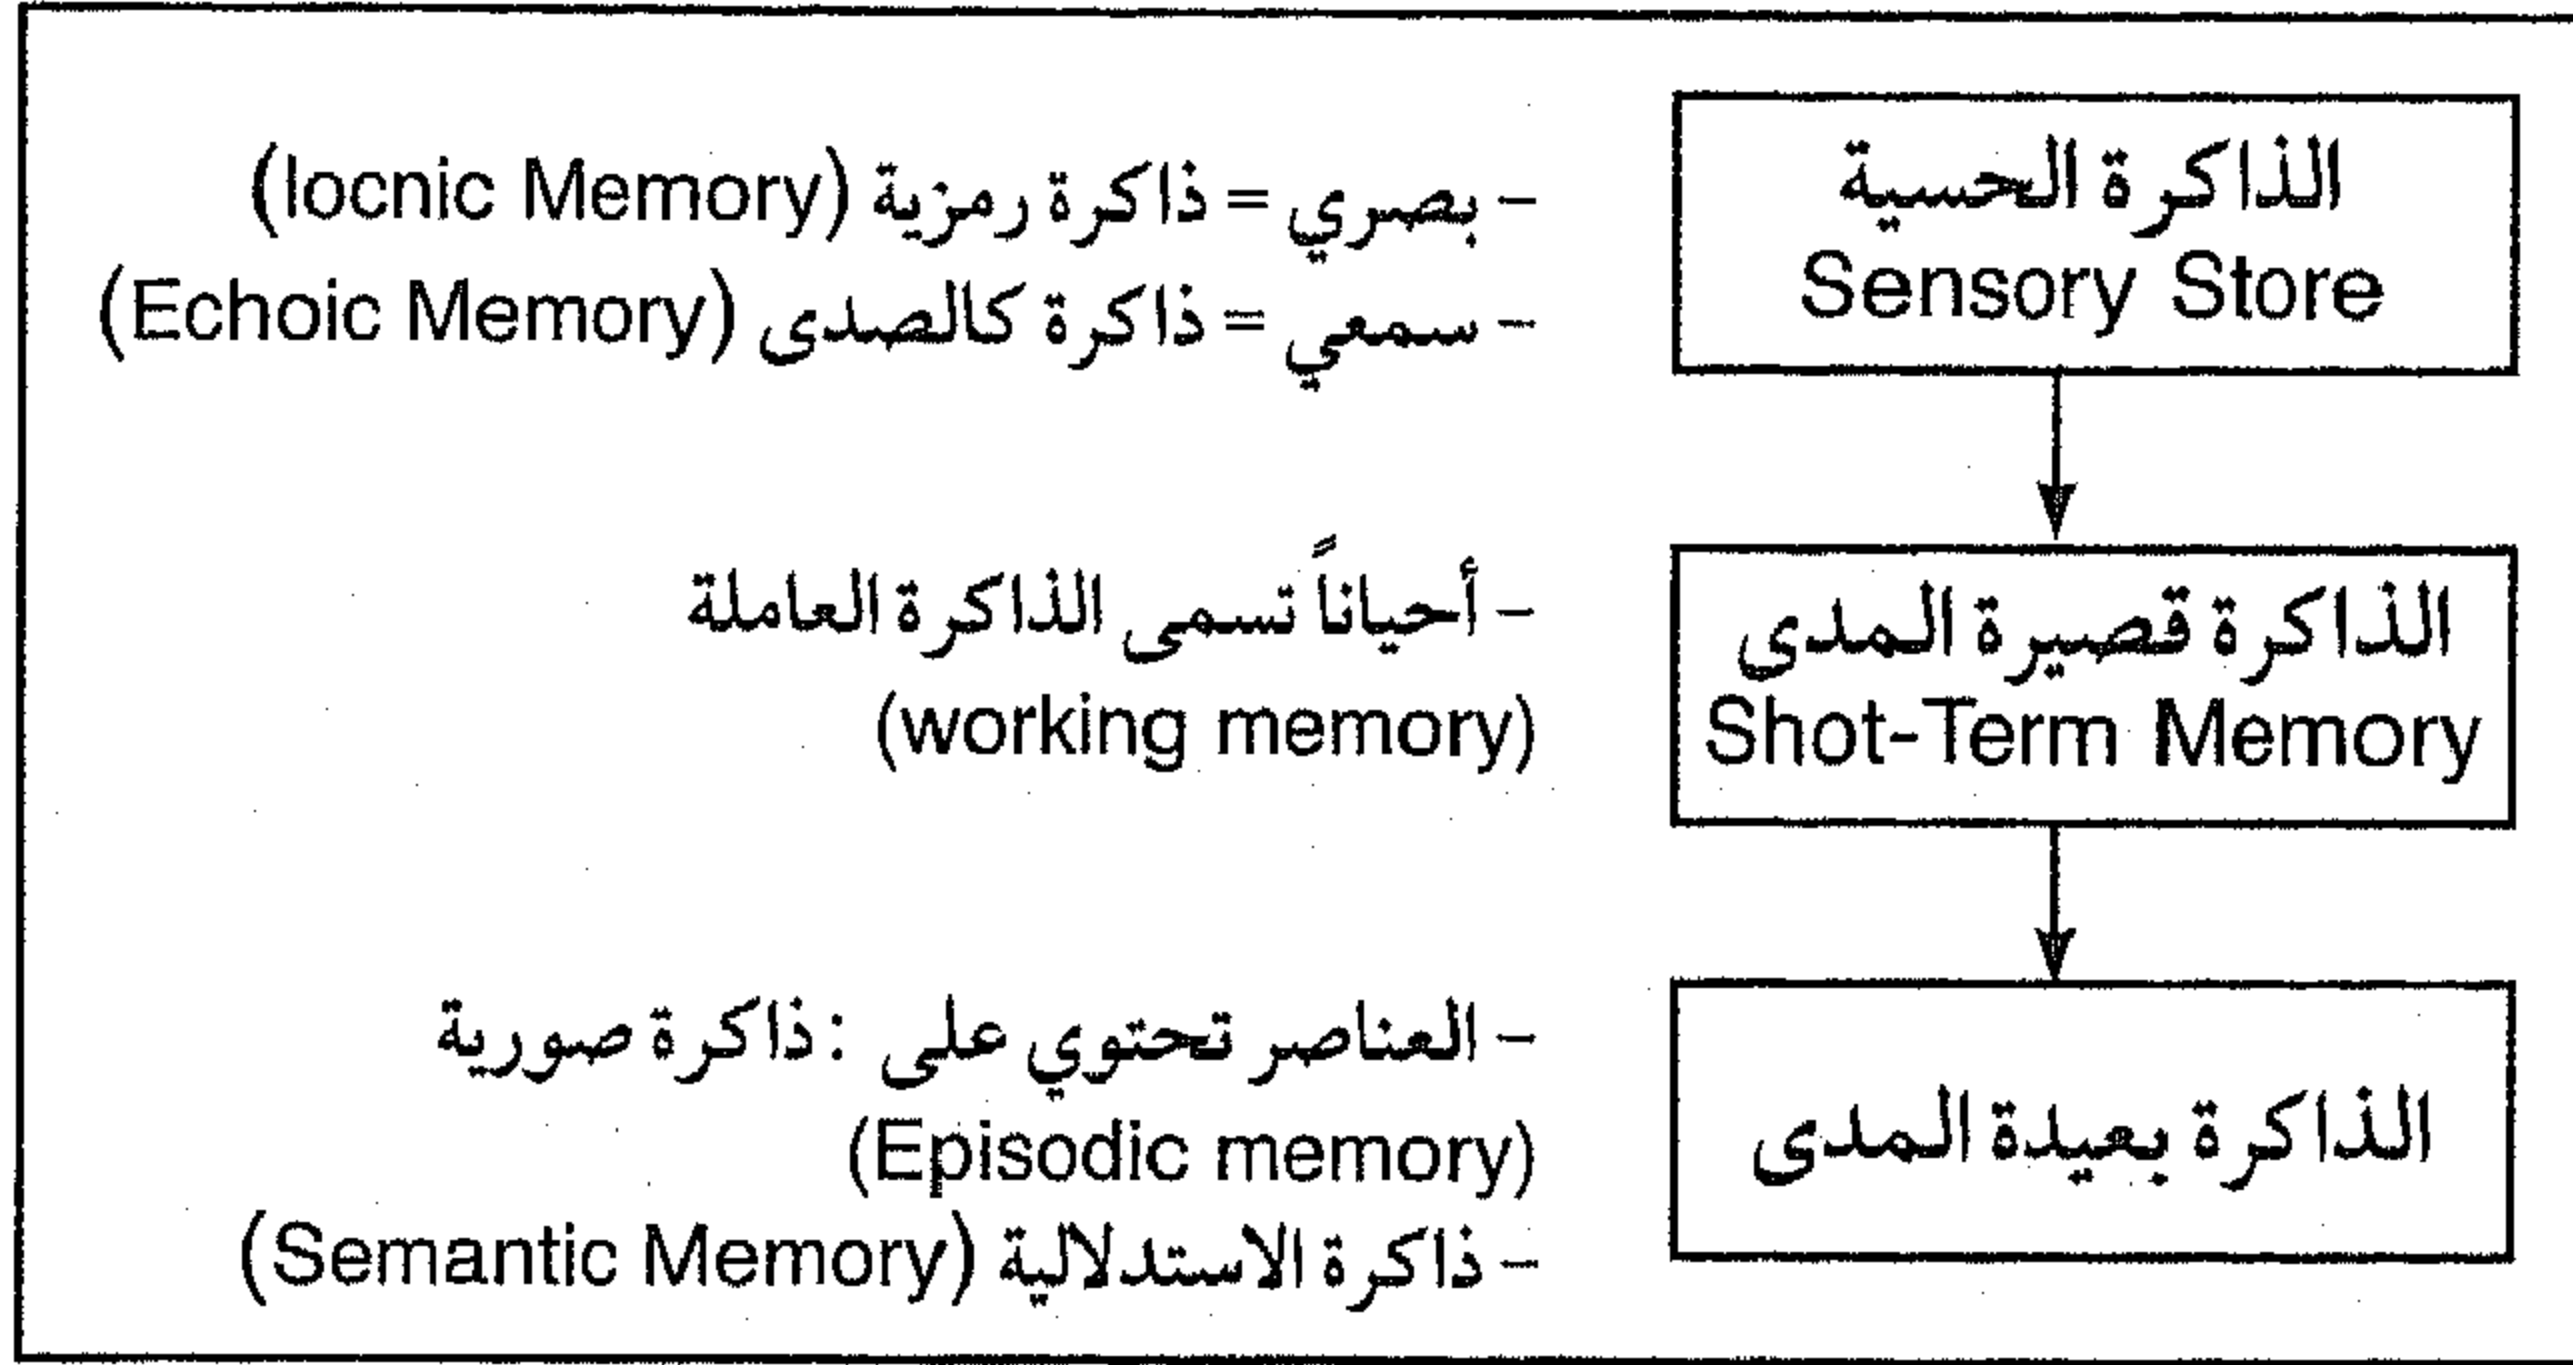 الذاكرة الحسية
Sensory Store
- بصري = ذاكرة رمزية (Iocnic Memory)
- سمعي = ذاكرة كالصدى (Echoic Memory)
الذاكرة قصيرة المدى
Shot-Term Memory
- أحياناً تسمى الذاكرة العاملة
(working memory)
الذاكرة بعيدة المدى
- العناصر تحتوي على : ذاكرة صورية
(Episodic memory)
- ذاكرة الاستدلالية (Semantic Memory)